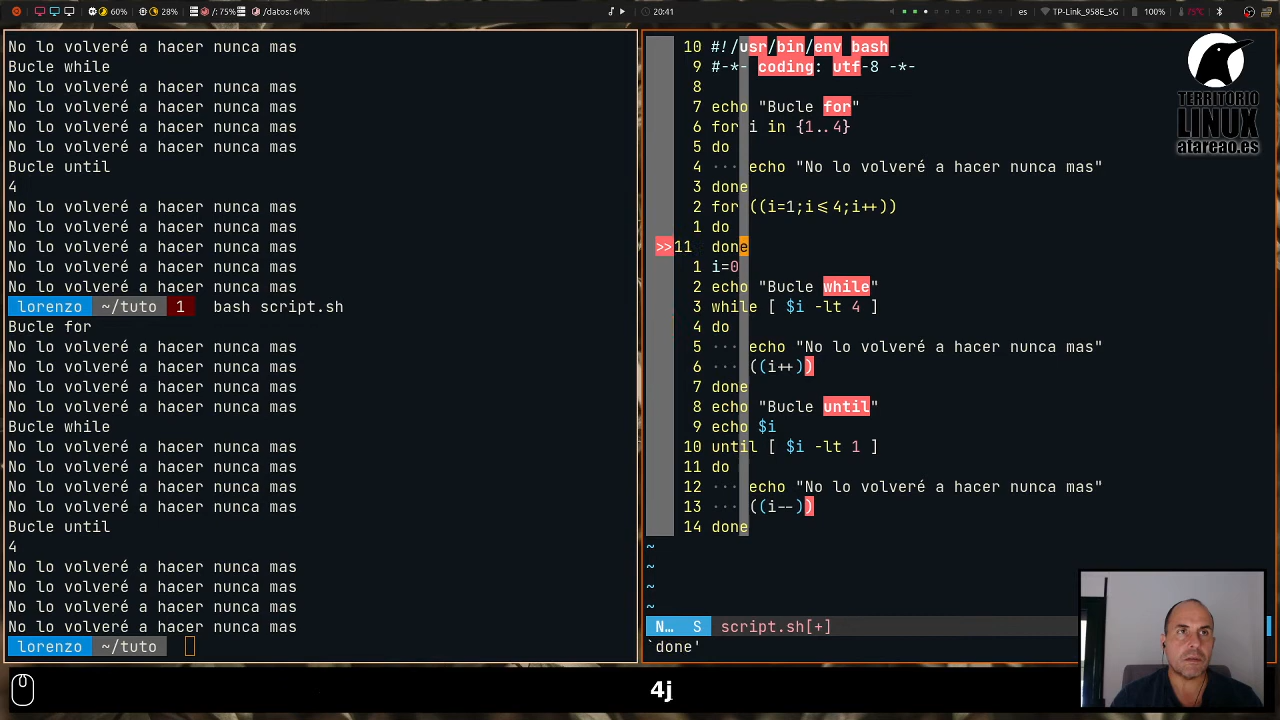 60% 28% /: 75% /datos: 64% 20:41 es TP-Link_958E_5G 100% 75°C
No lo volveré a hacer nunca mas
Bucle while
No lo volveré a hacer nunca mas
No lo volveré a hacer nunca mas
No lo volveré a hacer nunca mas
No lo volveré a hacer nunca mas
Bucle until
4
No lo volveré a hacer nunca mas
No lo volveré a hacer nunca mas
No lo volveré a hacer nunca mas
No lo volveré a hacer nunca mas
No lo volveré a hacer nunca mas
lorenzo ~/tuto 1 bash script.sh
Bucle for
No lo volveré a hacer nunca mas
No lo volveré a hacer nunca mas
No lo volveré a hacer nunca mas
No lo volveré a hacer nunca mas
Bucle while
No lo volveré a hacer nunca mas
No lo volveré a hacer nunca mas
No lo volveré a hacer nunca mas
No lo volveré a hacer nunca mas
Bucle until
4
No lo volveré a hacer nunca mas
No lo volveré a hacer nunca mas
No lo volveré a hacer nunca mas
No lo volveré a hacer nunca mas
lorenzo ~/tuto
10 #!/usr/bin/env bash
9 #-*- coding: utf-8 -*-
8
7 echo "Bucle for"
6 for i in {1..4}
5 do
4 ··· echo "No lo volveré a hacer nunca mas"
3 done
2 for ((i=1;i<=4;i++))
1 do
>>11 done
1 i=0
2 echo "Bucle while"
3 while [ $i -lt 4 ]
4 do
5 ··· echo "No lo volveré a hacer nunca mas"
6 ··· ((i++))
7 done
8 echo "Bucle until"
9 echo $i
10 until [ $i -lt 1 ]
11 do
12 ··· echo "No lo volveré a hacer nunca mas"
13 ··· ((i--))
14 done
~
~
~
~
N… S script.sh[+]
`done'
TERRITORIO
LINUX
atareao.es
4j